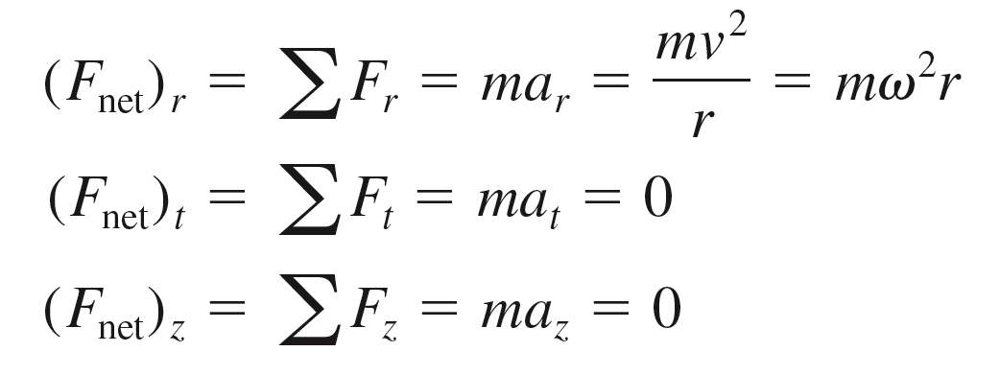 (F_net)_r = ∑F_r = ma_r = mv²/r = mω²r
(F_net)_t = ∑F_t = ma_t = 0
(F_net)_z = ∑F_z = ma_z = 0